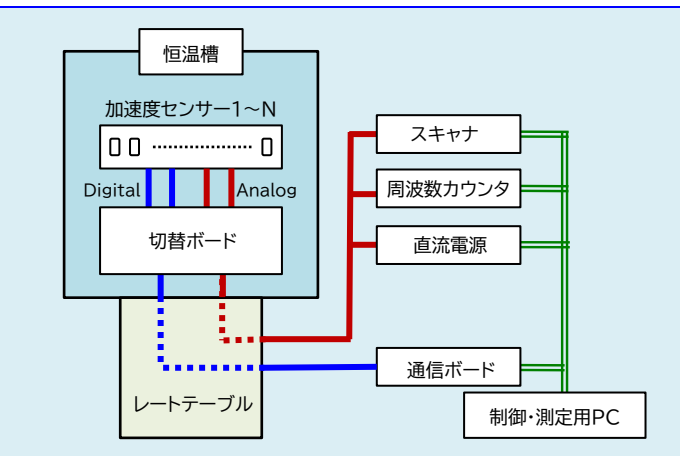 恒温槽
加速度センサー1～N
Digital
Analog
切替ボード
レートテーブル
スキャナ
周波数カウンタ
直流電源
通信ボード
制御・測定用PC